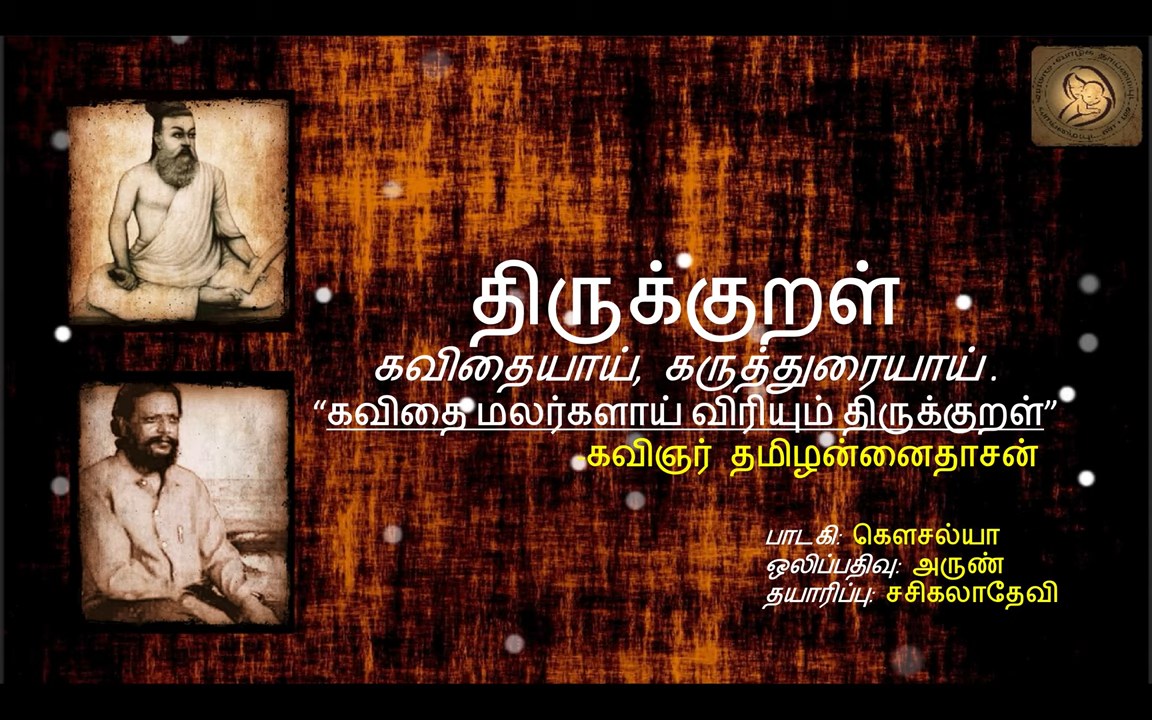 திருக்குறள்
கவிதையாய், கருத்துரையாய் .
“கவிதை மலர்களாய் விரியும் திருக்குறள்”
-கவிஞர் தமிழன்னைதாசன்
பாடகி: கௌசல்யா
ஒலிப்பதிவு: அருண்
தயாரிப்பு: சசிகலாதேவி